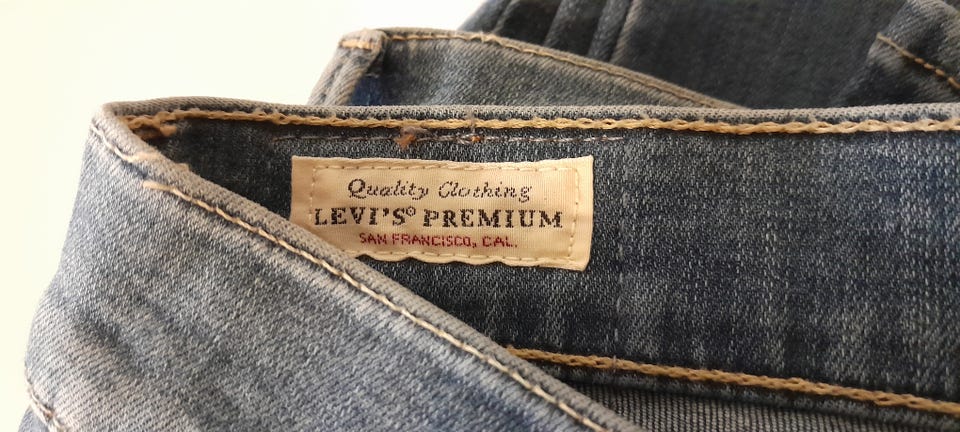 Quality Clothing
LEVI'S® PREMIUM
SAN FRANCISCO, CAL.